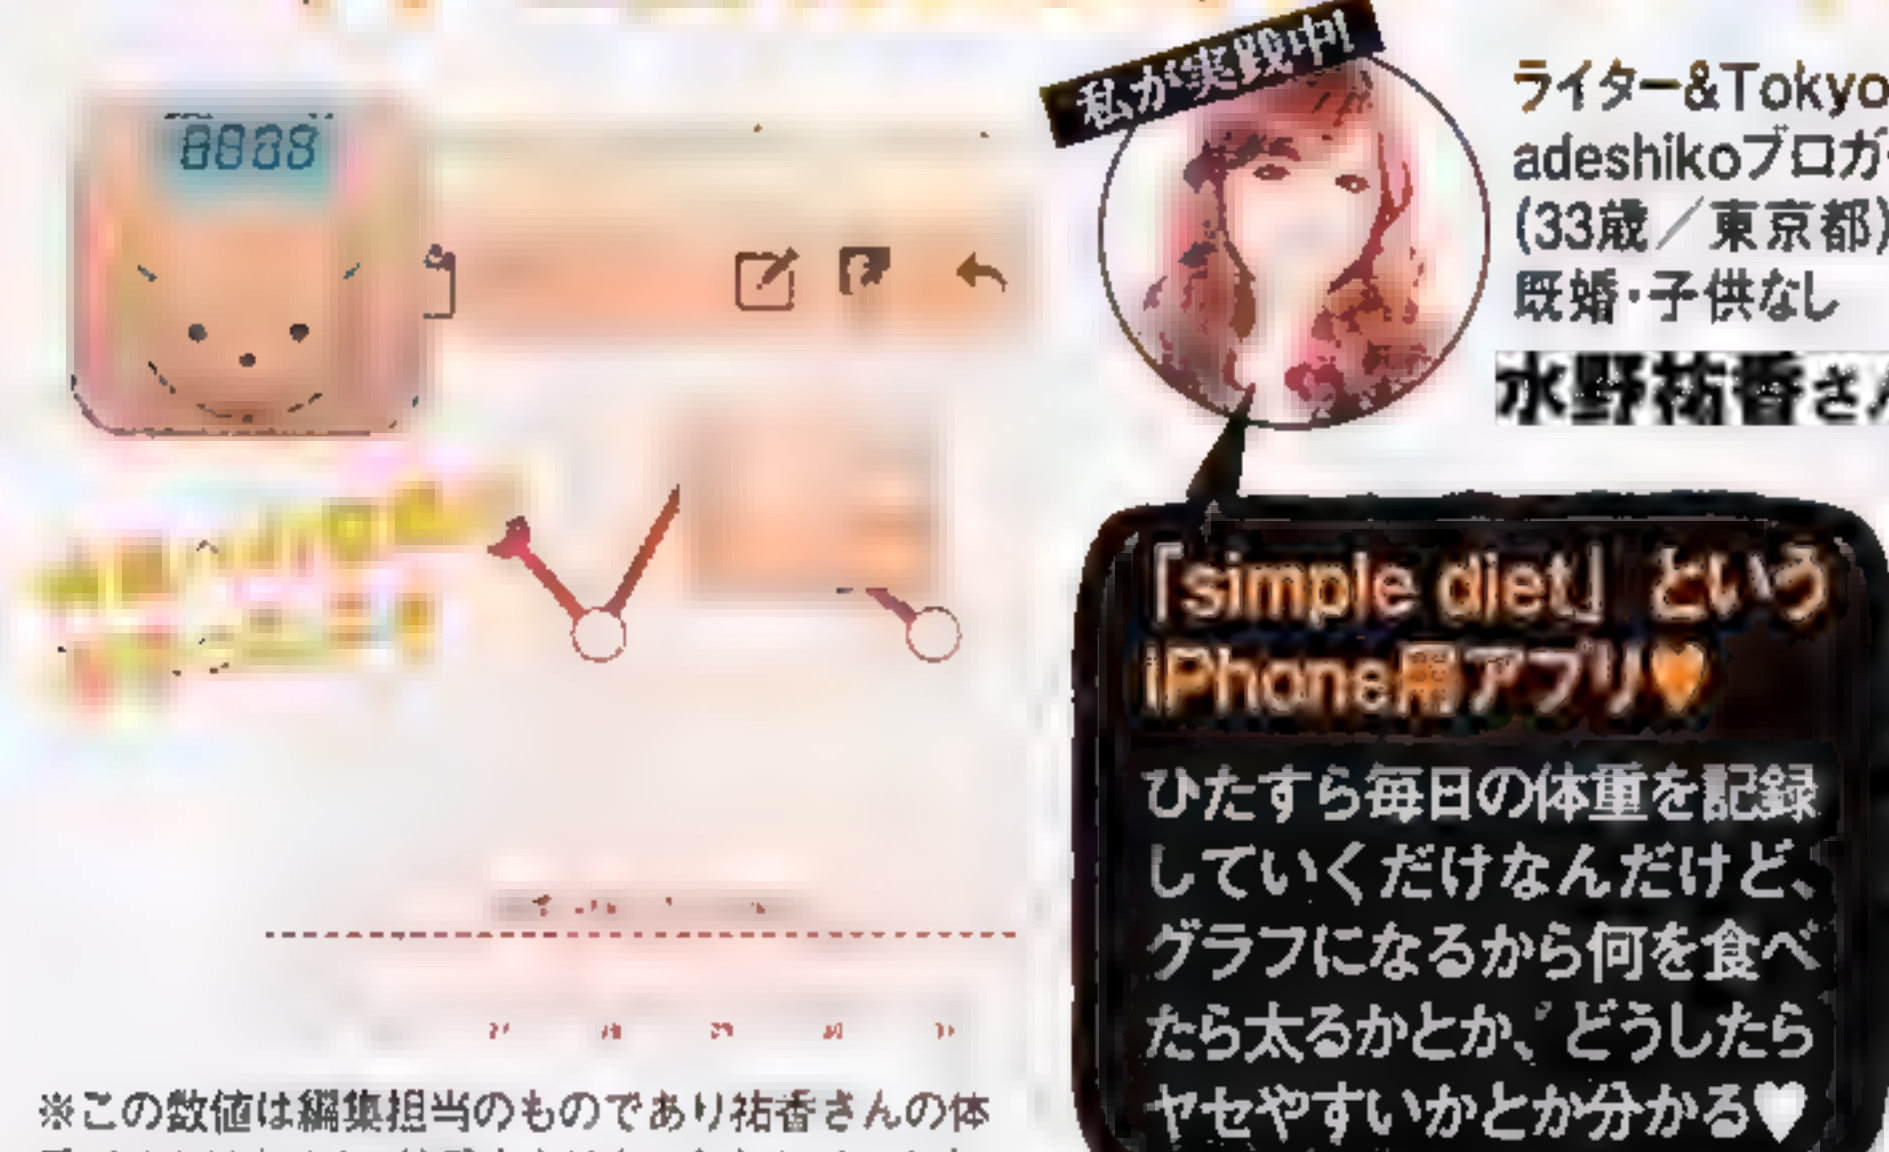 私が実践中!
ライター&Tokyo
adeshikoブロガー
(33歳／東京都)
既婚・子供なし
水野祐香さん
「simple diet」という
iPhone用アプリ♥
ひたすら毎日の体重を記録
していくだけなんだけど、
グラフになるから何を食べ
たら太るかとか、どうしたら
ヤセやすいかとか分かる♥
29
※この数値は編集担当のものであり祐香さんの体